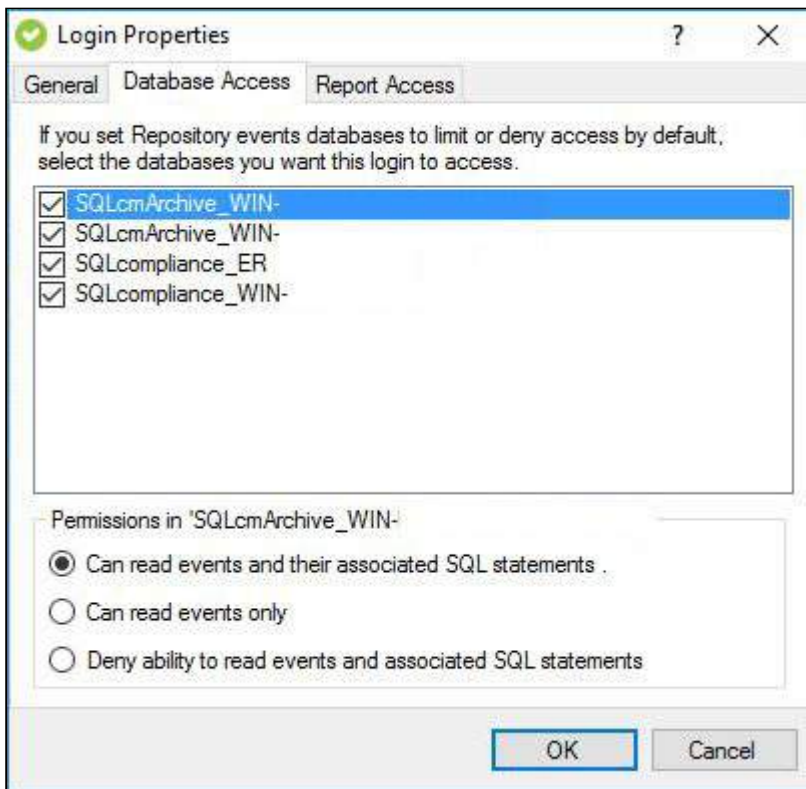 Login Properties
?
General Database Access Report Access
If you set Repository events databases to limit or deny access by default,
select the databases you want this login to access.
SQLcmArchive_WIN-
SQLcmArchive_WIN-
SQLcompliance_ER
SQLcompliance_WIN-
Permissions in 'SQLcmArchive_WIN-
Can read events and their associated SQL statements .
Can read events only
Deny ability to read events and associated SQL statements
OK Cancel